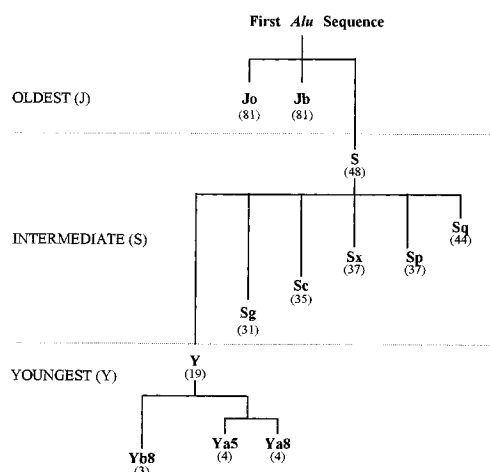 First Alu Sequence
OLDEST (J)
Jo Jb
(81) (81)
S
(48)
INTERMEDIATE (S)
Sq
(44)
Sx Sp
(37) (37)
Sc
(35)
Sg
(31)
Y
(19)
YOUNGEST (Y)
Ya5 Ya8
(4) (4)
Yb8
(3)